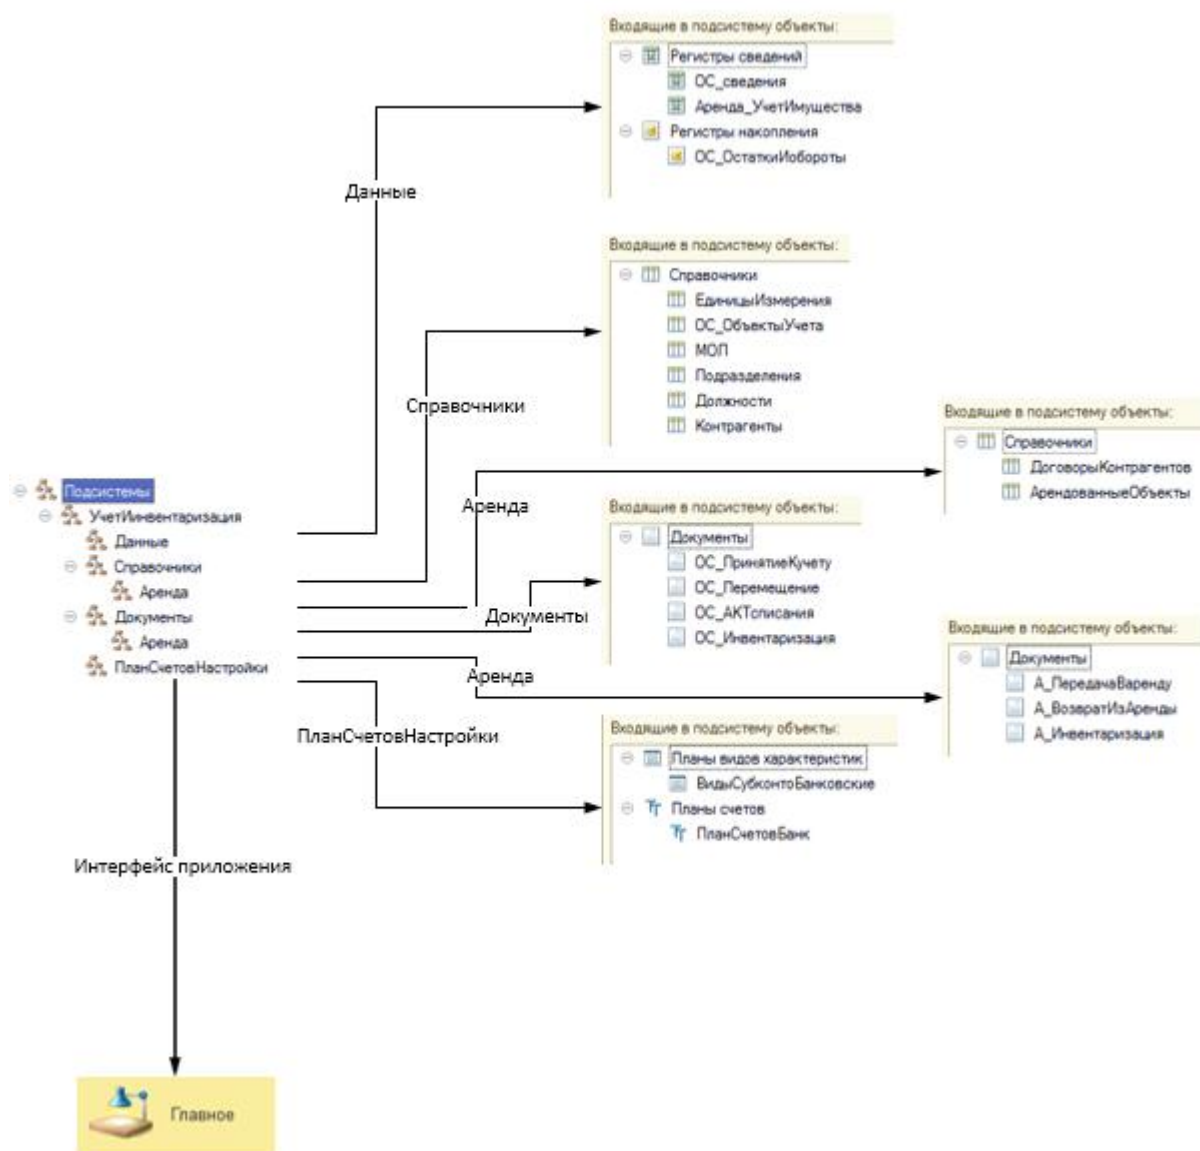 Входящие в подсистему объекты:
Регистры сведений
ОС_сведения
Аренда_УчетИмущества
Регистры накопления
ОС_ОстаткиИобороты
Данные
Входящие в подсистему объекты:
Справочники
ЕдиницыИзмерения
ОС_ОбъектыУчета
МОЛ
Подразделения
Должности
Контрагенты
Справочники
Входящие в подсистему объекты:
Справочники
ДоговорыКонтрагентов
АрендованныеОбъекты
Аренда
Подсистемы
УчетИинвентаризация
Данные
Справочники
Аренда
Документы
Аренда
ПланСчетовНастройки
Входящие в подсистему объекты:
Документы
ОС_ПринятиеКучету
ОС_Перемещение
ОС_АКТсписания
ОС_Инвентаризация
Документы
Входящие в подсистему объекты:
Документы
А_ПередачаВаренду
А_ВозвратИзАренды
А_Инвентаризация
Аренда
ПланСчетовНастройки
Входящие в подсистему объекты:
Планы видов характеристик
ВидыСубконтоБанковские
Планы счетов
ПланСчетовБанк
Интерфейс приложения
Главное